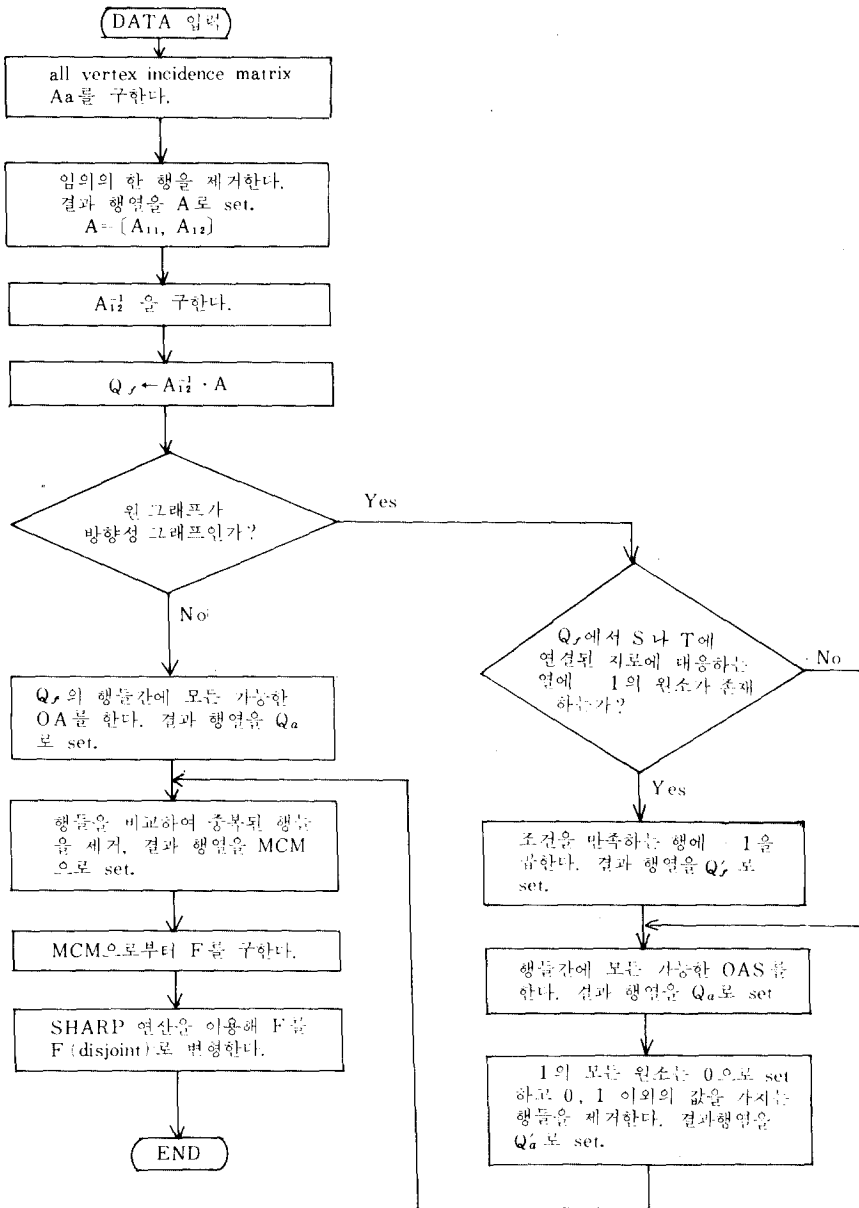 DATA 입력
all vertex incidence matrix
Aa를 구한다.
임의의 한 행을 제거한다.
결과 행열을 A로 set.
A=[A₁₁, A₁₂]
A₁₂⁻¹ 을 구한다.
Q𝒇←A₁₂⁻¹ · A
원 그래프가
방향성 그래프인가?
Yes
No
Q𝒇의 행들간에 모든 가능한
OA를 한다. 결과 행열을 Qₐ
로 set.
행들을 비교하여 중복된 행들
을 제거, 결과 행열을 MCM
으로 set.
MCM으로부터 F를 구한다.
SHARP 연산을 이용해 F를
F(disjoint)로 변형한다.
END
Q𝒇에서 S나 T에
연결된 지로에 대응하는
열에 1의 원소가 존재
하는가?
No
Yes
조건을 만족하는 행에 -1을
곱한다. 결과 행열을 Q𝒇′로
set.
행들간에 모든 가능한 OAS를
한다. 결과 행열을 Qₐ로 set
1의 모든 원소는 0으로 set
하고 0, 1 이외의 값을 가지는
행들을 제거한다. 결과행열을
Qₐ′로 set.